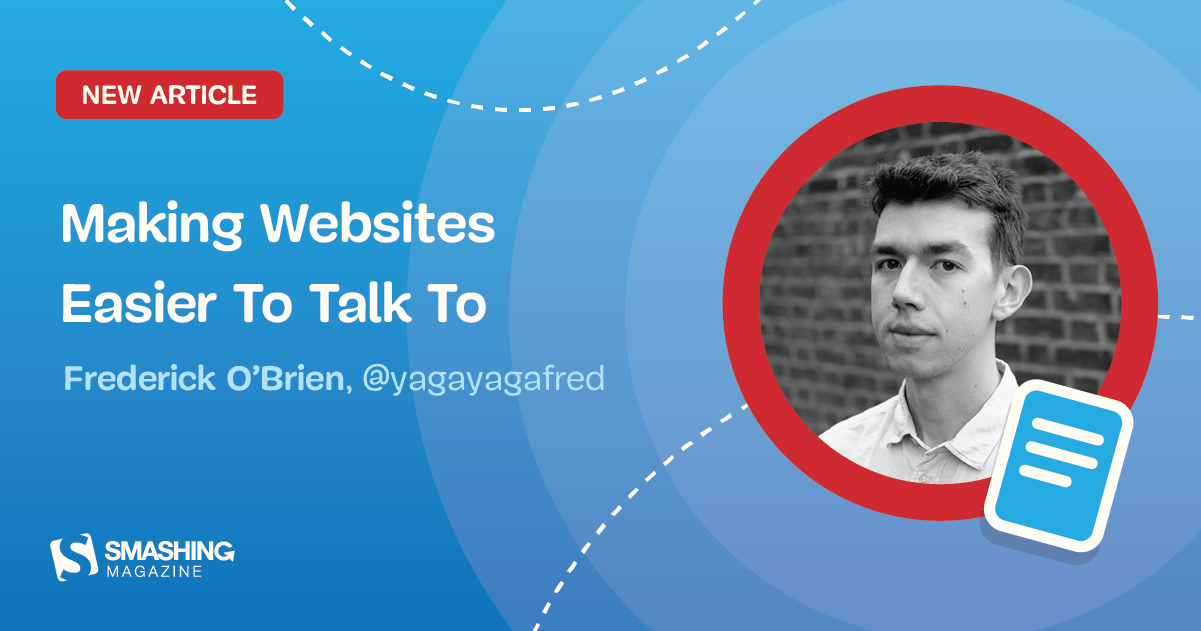 NEW ARTICLE
Making Websites
Easier To Talk To
Frederick O’Brien, @yagayagafred
SMASHING
MAGAZINE